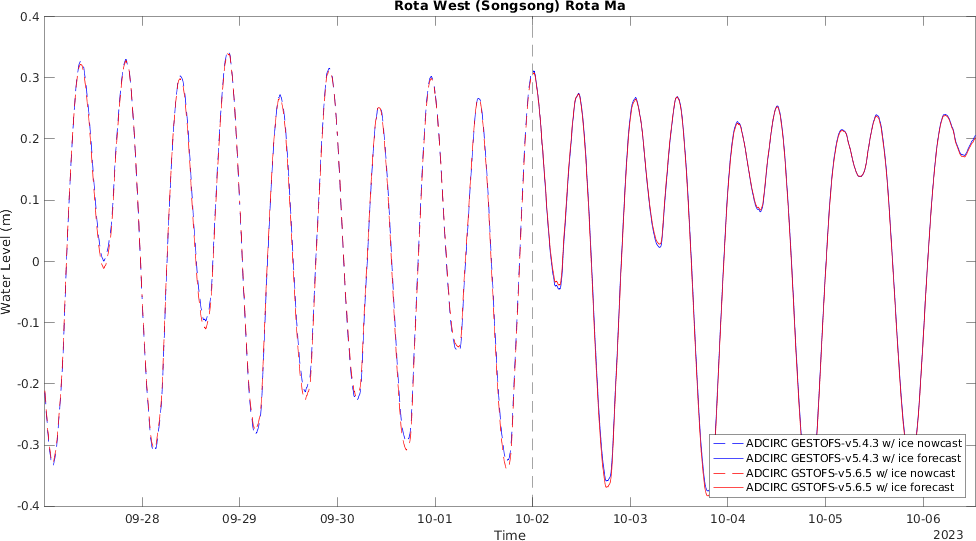 Rota West (Songsong) Rota Ma
0.4
0.3
0.2
0.1
0
-0.1
-0.2
-0.3
-0.4
Water Level (m)
09-28
09-29
09-30
10-01
10-02
10-03
10-04
10-05
10-06
Time
2023
ADCIRC GESTOFS-v5.4.3 w/ ice nowcast
ADCIRC GESTOFS-v5.4.3 w/ ice forecast
ADCIRC GSTOFS-v5.6.5 w/ ice nowcast
ADCIRC GSTOFS-v5.6.5 w/ ice forecast